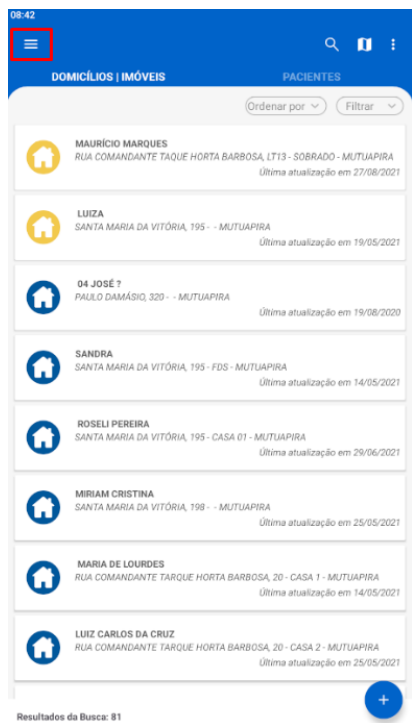 08:42
DOMICÍLIOS | IMÓVEIS
PACIENTES
Ordenar por
Filtrar
MAURÍCIO MARQUES
RUA COMANDANTE TAQUE HORTA BARBOSA, LT13 - SOBRADO - MUTUAPIRA
Última atualização em 27/08/2021
LUIZA
SANTA MARIA DA VITÓRIA, 195 - - MUTUAPIRA
Última atualização em 19/05/2021
04 JOSÉ ?
PAULO DAMÁSIO, 320 - - MUTUAPIRA
Última atualização em 19/08/2020
SANDRA
SANTA MARIA DA VITÓRIA, 195 - FDS - MUTUAPIRA
Última atualização em 14/05/2021
ROSELI PEREIRA
SANTA MARIA DA VITÓRIA, 195 - CASA 01 - MUTUAPIRA
Última atualização em 29/06/2021
MIRIAM CRISTINA
SANTA MARIA DA VITÓRIA, 198 - - MUTUAPIRA
Última atualização em 25/05/2021
MARIA DE LOURDES
RUA COMANDANTE TARQUE HORTA BARBOSA, 20 - CASA 1 - MUTUAPIRA
Última atualização em 14/05/2021
LUIZ CARLOS DA CRUZ
RUA COMANDANTE TARQUE HORTA BARBOSA, 20 - CASA 2 - MUTUAPIRA
Última atualização em 25/05/2021
Resultados da Busca: 81